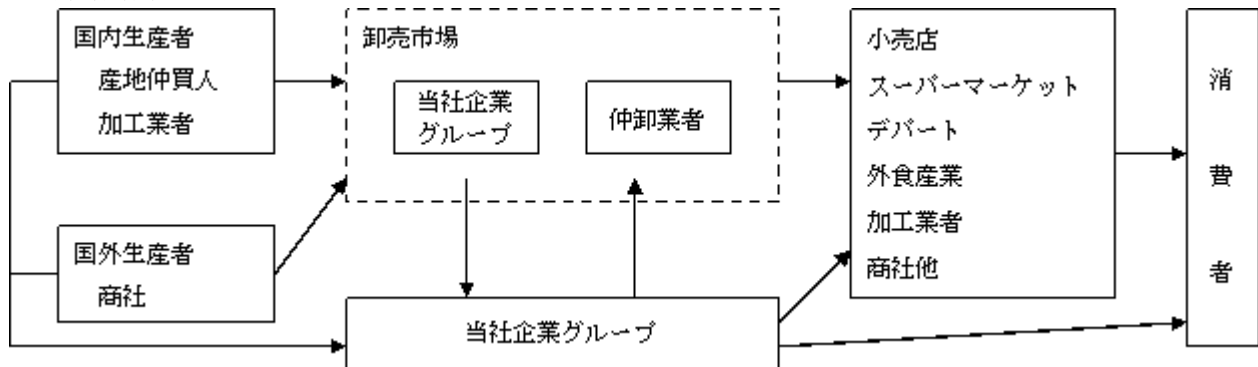 国内生産者
産地仲買人
加工業者
国外生産者
商社
卸売市場
当社企業
グループ
仲卸業者
当社企業グループ
小売店
スーパーマーケット
デパート
外食産業
加工業者
商社他
消費者